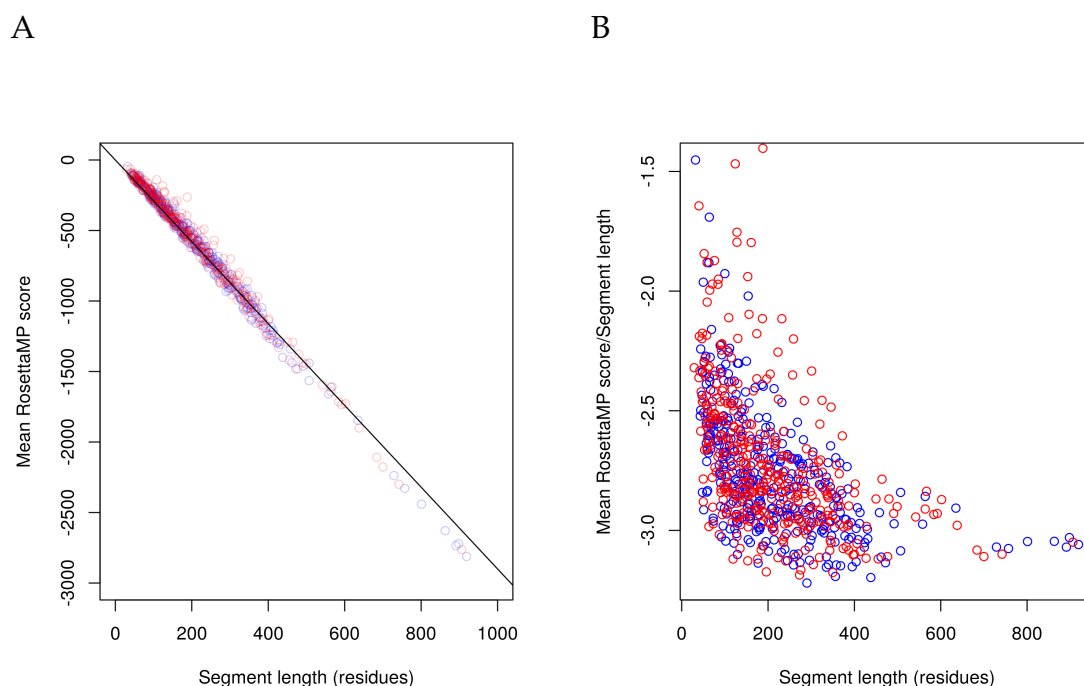 A
B
Mean RosettaMP score
0
-500
-1000
-1500
-2000
-2500
-3000
0 200 400 600 800 1000
Segment length (residues)
Mean RosettaMP score/Segment length
-1.5
-2.0
-2.5
-3.0
0 200 400 600 800
Segment length (residues)